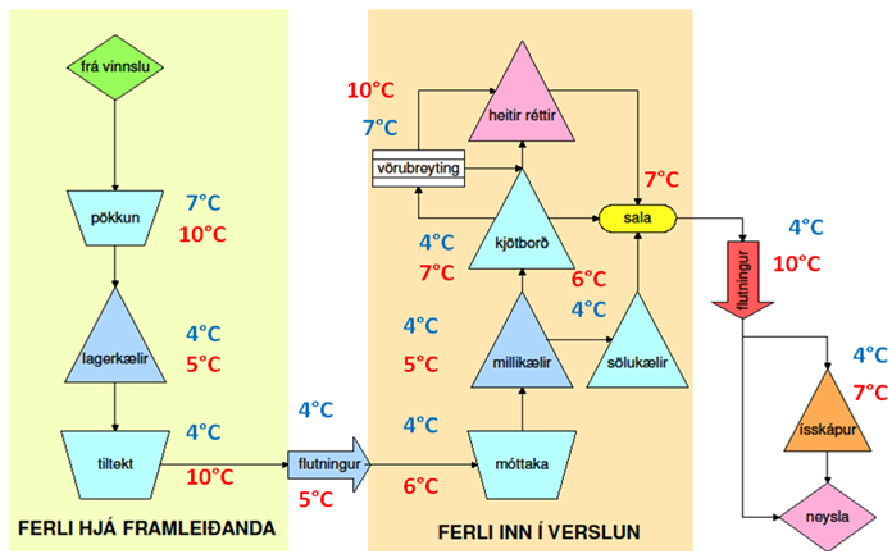 frá vinnslu
pökkun
7°C
10°C
lagerkælir
4°C
5°C
tiltekt
4°C
10°C
FERLI HJÁ FRAMLEIÐANDA
4°C
flutningur
5°C
10°C
7°C
heitir réttir
vörubreyting
7°C
sala
4°C
7°C
kjötborð
6°C
4°C
4°C
5°C
millikælir
sölukælir
4°C
6°C
móttaka
FERLI INN Í VERSLUN
4°C
10°C
flutningur
4°C
7°C
ísskápur
neysla